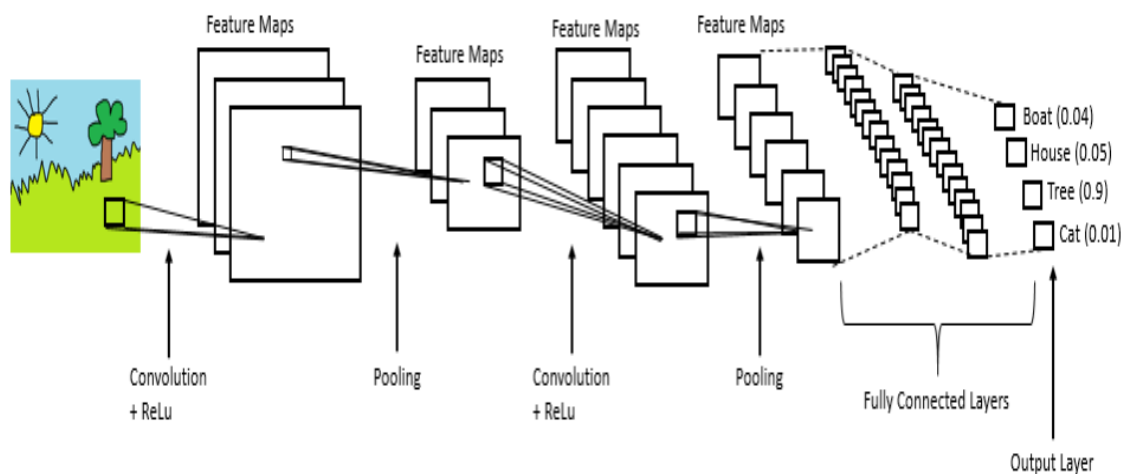 Feature Maps
Feature Maps
Feature Maps
Feature Maps
Boat (0.04)
House (0.05)
Tree (0.9)
Cat (0.01)
Convolution
+ ReLu
Pooling
Convolution
+ ReLu
Pooling
Fully Connected Layers
Output Layer